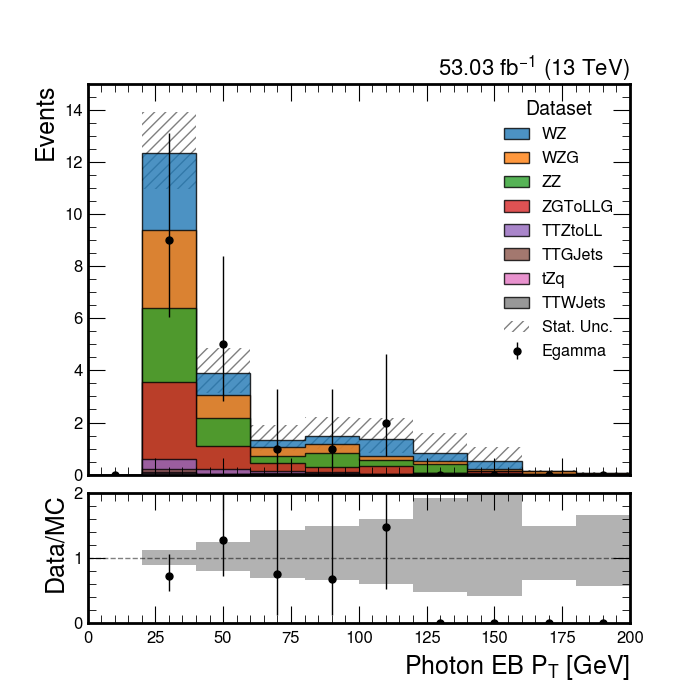 53.03 fb⁻¹ (13 TeV)
Events
14
12
10
8
6
4
2
0
Dataset
WZ
WZG
ZZ
ZGToLLG
TTZtoLL
TTGJets
tZq
TTWJets
Stat. Unc.
Egamma
Data/MC
2
1
0
0 25 50 75 100 125 150 175 200
Photon EB P_T [GeV]